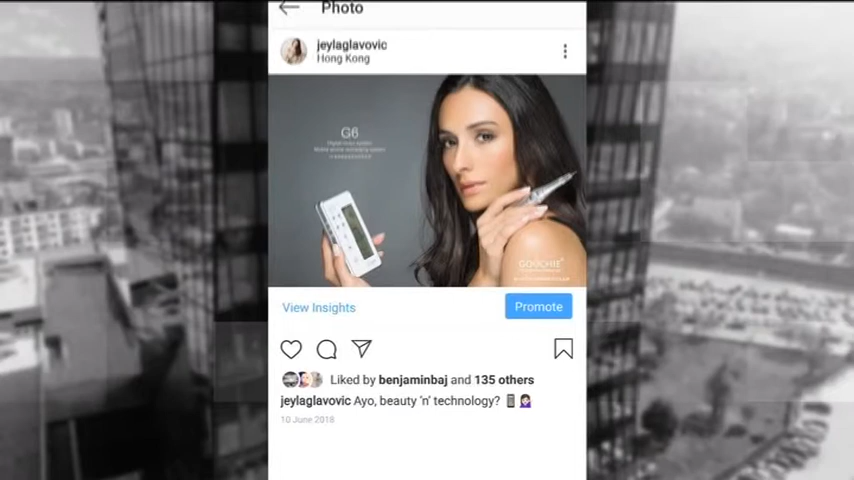 Photo
jeylaglavovic
Hong Kong
G6
GOOCHIE
View Insights
Promote
Liked by benjaminbaj and 135 others
jeylaglavovic Ayo, beauty 'n' technology? 📱💁🏻‍♀️
10 June 2018